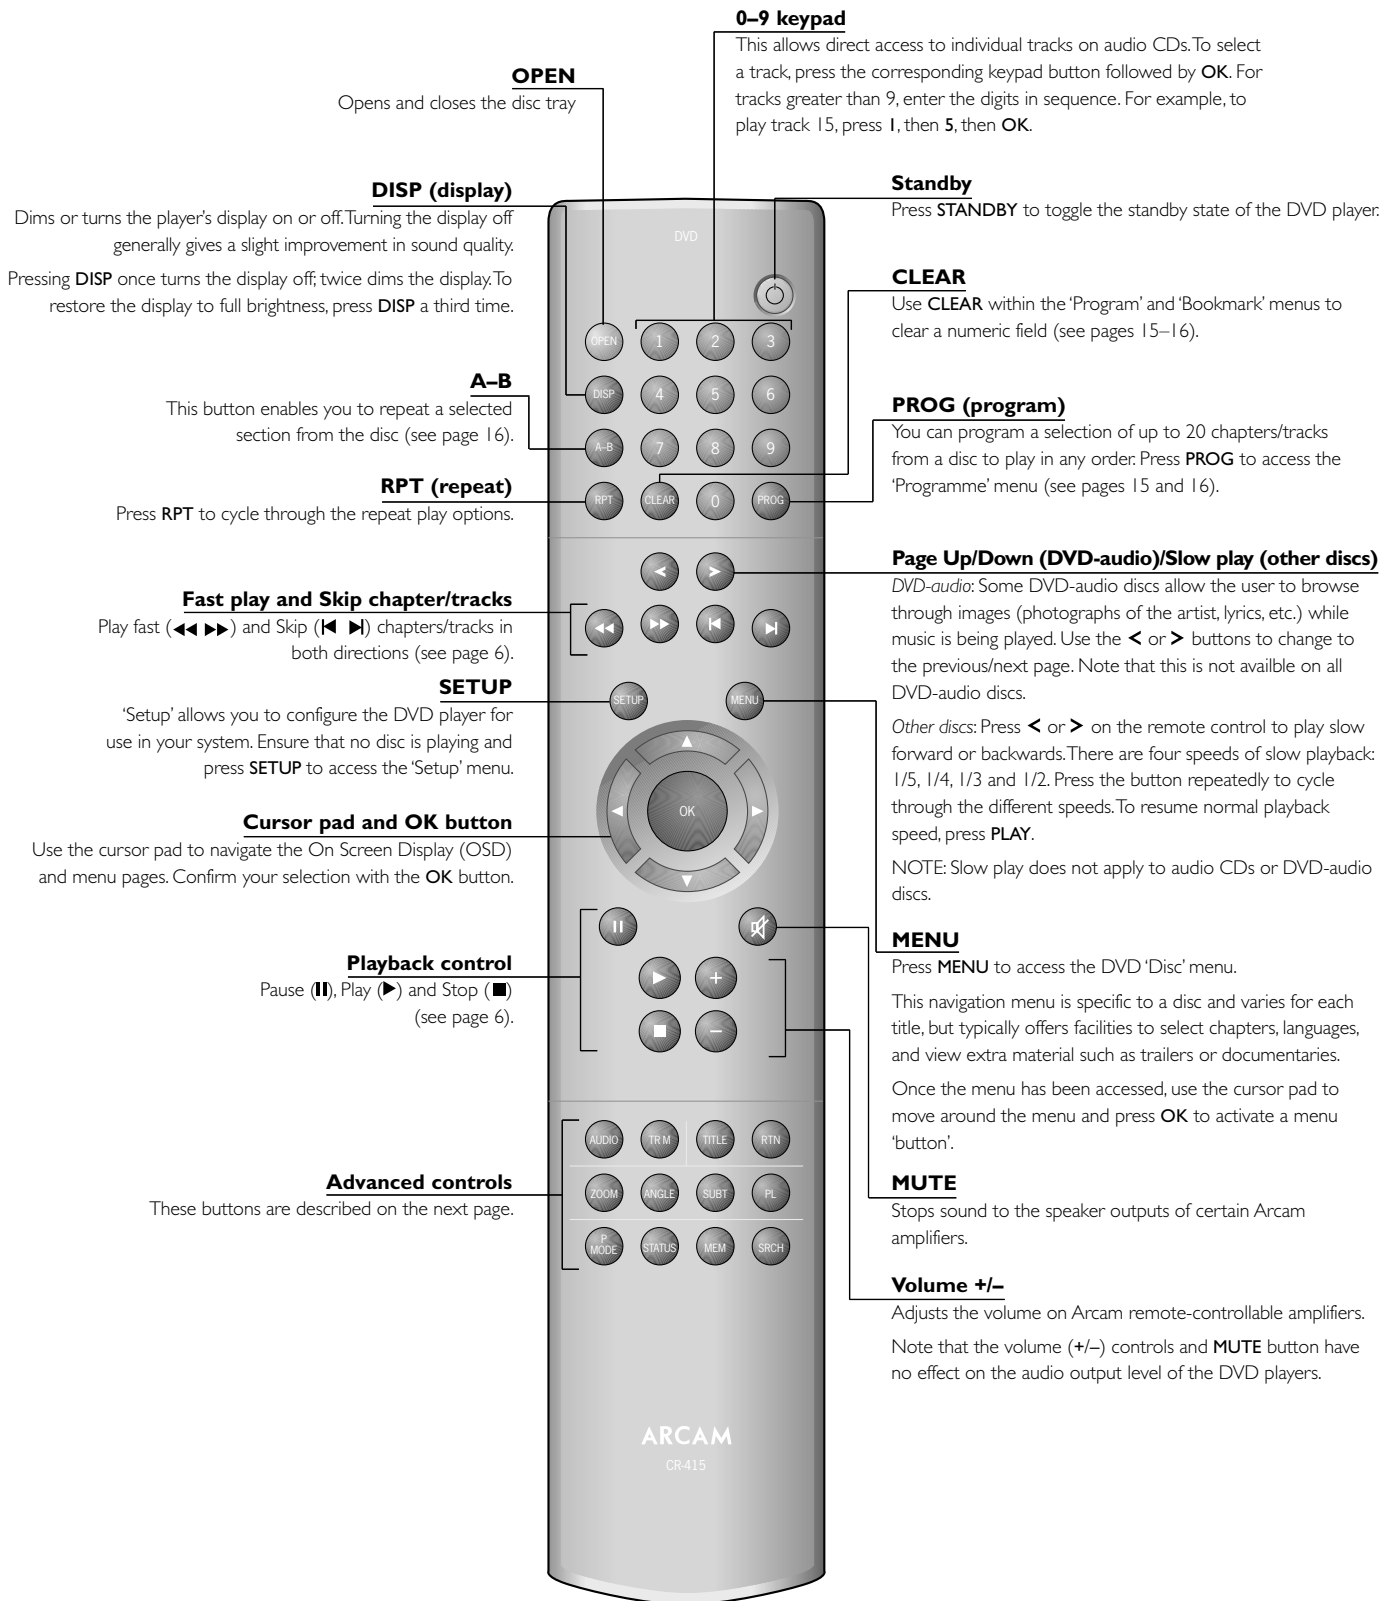 0–9 keypad
This allows direct access to individual tracks on audio CDs. To select
a track, press the corresponding keypad button followed by OK. For
tracks greater than 9, enter the digits in sequence. For example, to
play track 15, press 1, then 5, then OK.
OPEN
Opens and closes the disc tray
DISP (display)
Dims or turns the player's display on or off. Turning the display off
generally gives a slight improvement in sound quality.
Pressing DISP once turns the display off; twice dims the display. To
restore the display to full brightness, press DISP a third time.
A–B
This button enables you to repeat a selected
section from the disc (see page 16).
RPT (repeat)
Press RPT to cycle through the repeat play options.
Fast play and Skip chapter/tracks
Play fast (◀◀ ▶▶) and Skip (|◀ ▶|) chapters/tracks in
both directions (see page 6).
SETUP
'Setup' allows you to configure the DVD player for
use in your system. Ensure that no disc is playing and
press SETUP to access the 'Setup' menu.
Cursor pad and OK button
Use the cursor pad to navigate the On Screen Display (OSD)
and menu pages. Confirm your selection with the OK button.
Playback control
Pause (❚❚), Play (▶) and Stop (■)
(see page 6).
Advanced controls
These buttons are described on the next page.
DVD
OPEN 1 2 3
DISP 4 5 6
A–B 7 8 9
RPT CLEAR 0 PROG
< >
◀◀ ▶▶ |◀ ▶|
SETUP MENU
▲
◀ OK ▶
▼
❚❚
▶ +
■ –
AUDIO TRM TITLE RTN
ZOOM ANGLE SUBT PL
P MODE STATUS MEM SRCH
ARCAM
CR-415
Standby
Press STANDBY to toggle the standby state of the DVD player.
CLEAR
Use CLEAR within the 'Program' and 'Bookmark' menus to
clear a numeric field (see pages 15–16).
PROG (program)
You can program a selection of up to 20 chapters/tracks
from a disc to play in any order. Press PROG to access the
'Programme' menu (see pages 15 and 16).
Page Up/Down (DVD-audio)/Slow play (other discs)
DVD-audio: Some DVD-audio discs allow the user to browse
through images (photographs of the artist, lyrics, etc.) while
music is being played. Use the < or > buttons to change to
the previous/next page. Note that this is not availble on all
DVD-audio discs.
Other discs: Press < or > on the remote control to play slow
forward or backwards. There are four speeds of slow playback:
1/5, 1/4, 1/3 and 1/2. Press the button repeatedly to cycle
through the different speeds. To resume normal playback
speed, press PLAY.
NOTE: Slow play does not apply to audio CDs or DVD-audio
discs.
MENU
Press MENU to access the DVD 'Disc' menu.
This navigation menu is specific to a disc and varies for each
title, but typically offers facilities to select chapters, languages,
and view extra material such as trailers or documentaries.
Once the menu has been accessed, use the cursor pad to
move around the menu and press OK to activate a menu
'button'.
MUTE
Stops sound to the speaker outputs of certain Arcam
amplifiers.
Volume +/–
Adjusts the volume on Arcam remote-controllable amplifiers.
Note that the volume (+/–) controls and MUTE button have
no effect on the audio output level of the DVD players.